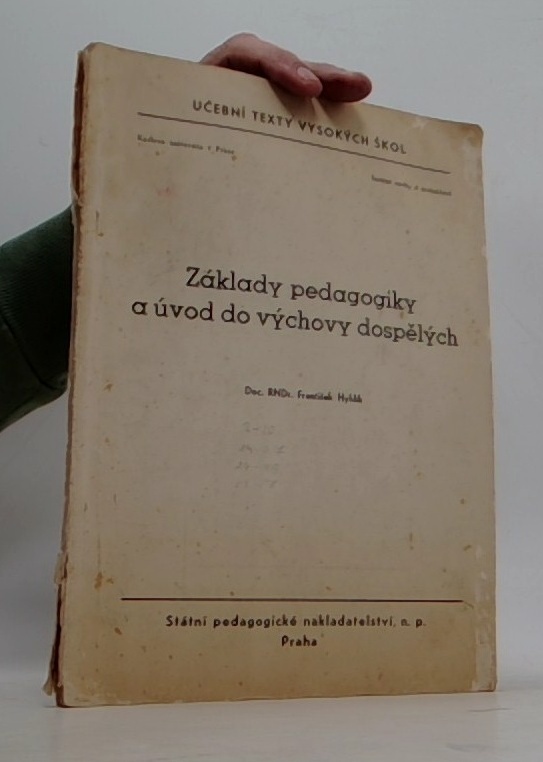 UČEBNÍ TEXTY VYSOKÝCH ŠKOL
Karlova universita v Praze
Základy pedagogiky
a úvod do výchovy dospělých
Doc. RNDr. František Hyhlík
Státní pedagogické nakladatelství, n. p.
Praha